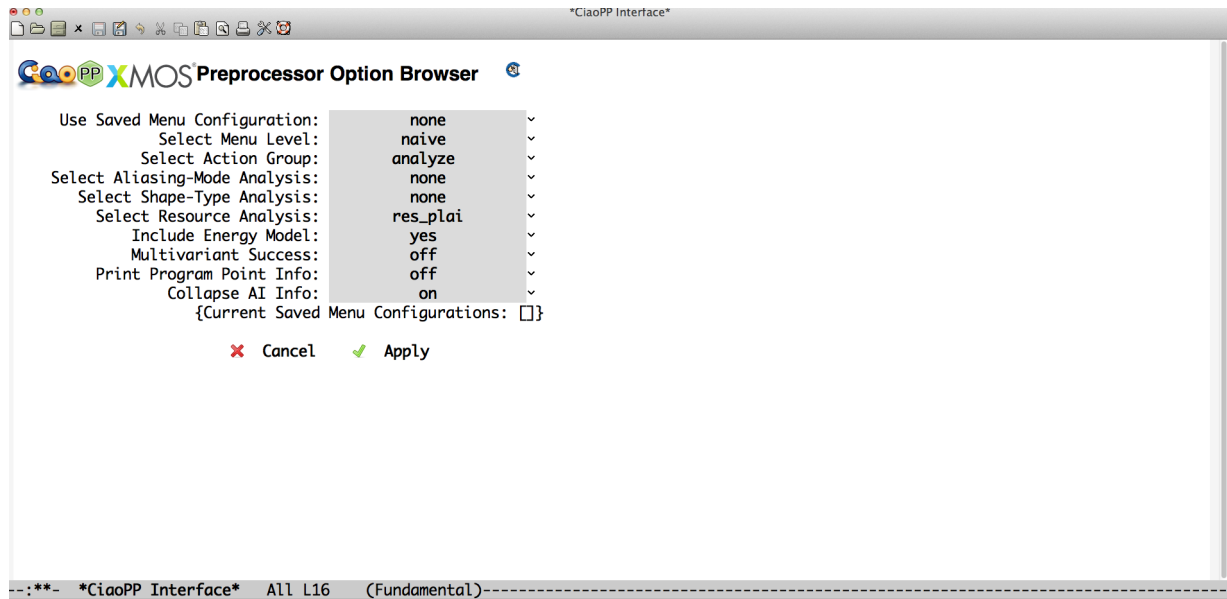 *CiaoPP Interface*
Ciao PP XMOS Preprocessor Option Browser
Use Saved Menu Configuration: none
Select Menu Level: naive
Select Action Group: analyze
Select Aliasing-Mode Analysis: none
Select Shape-Type Analysis: none
Select Resource Analysis: res_plai
Include Energy Model: yes
Multivariant Success: off
Print Program Point Info: off
Collapse AI Info: on
{Current Saved Menu Configurations: []}
Cancel Apply
--:**- *CiaoPP Interface* All L16 (Fundamental)-----------------------------------------------------------------------------------